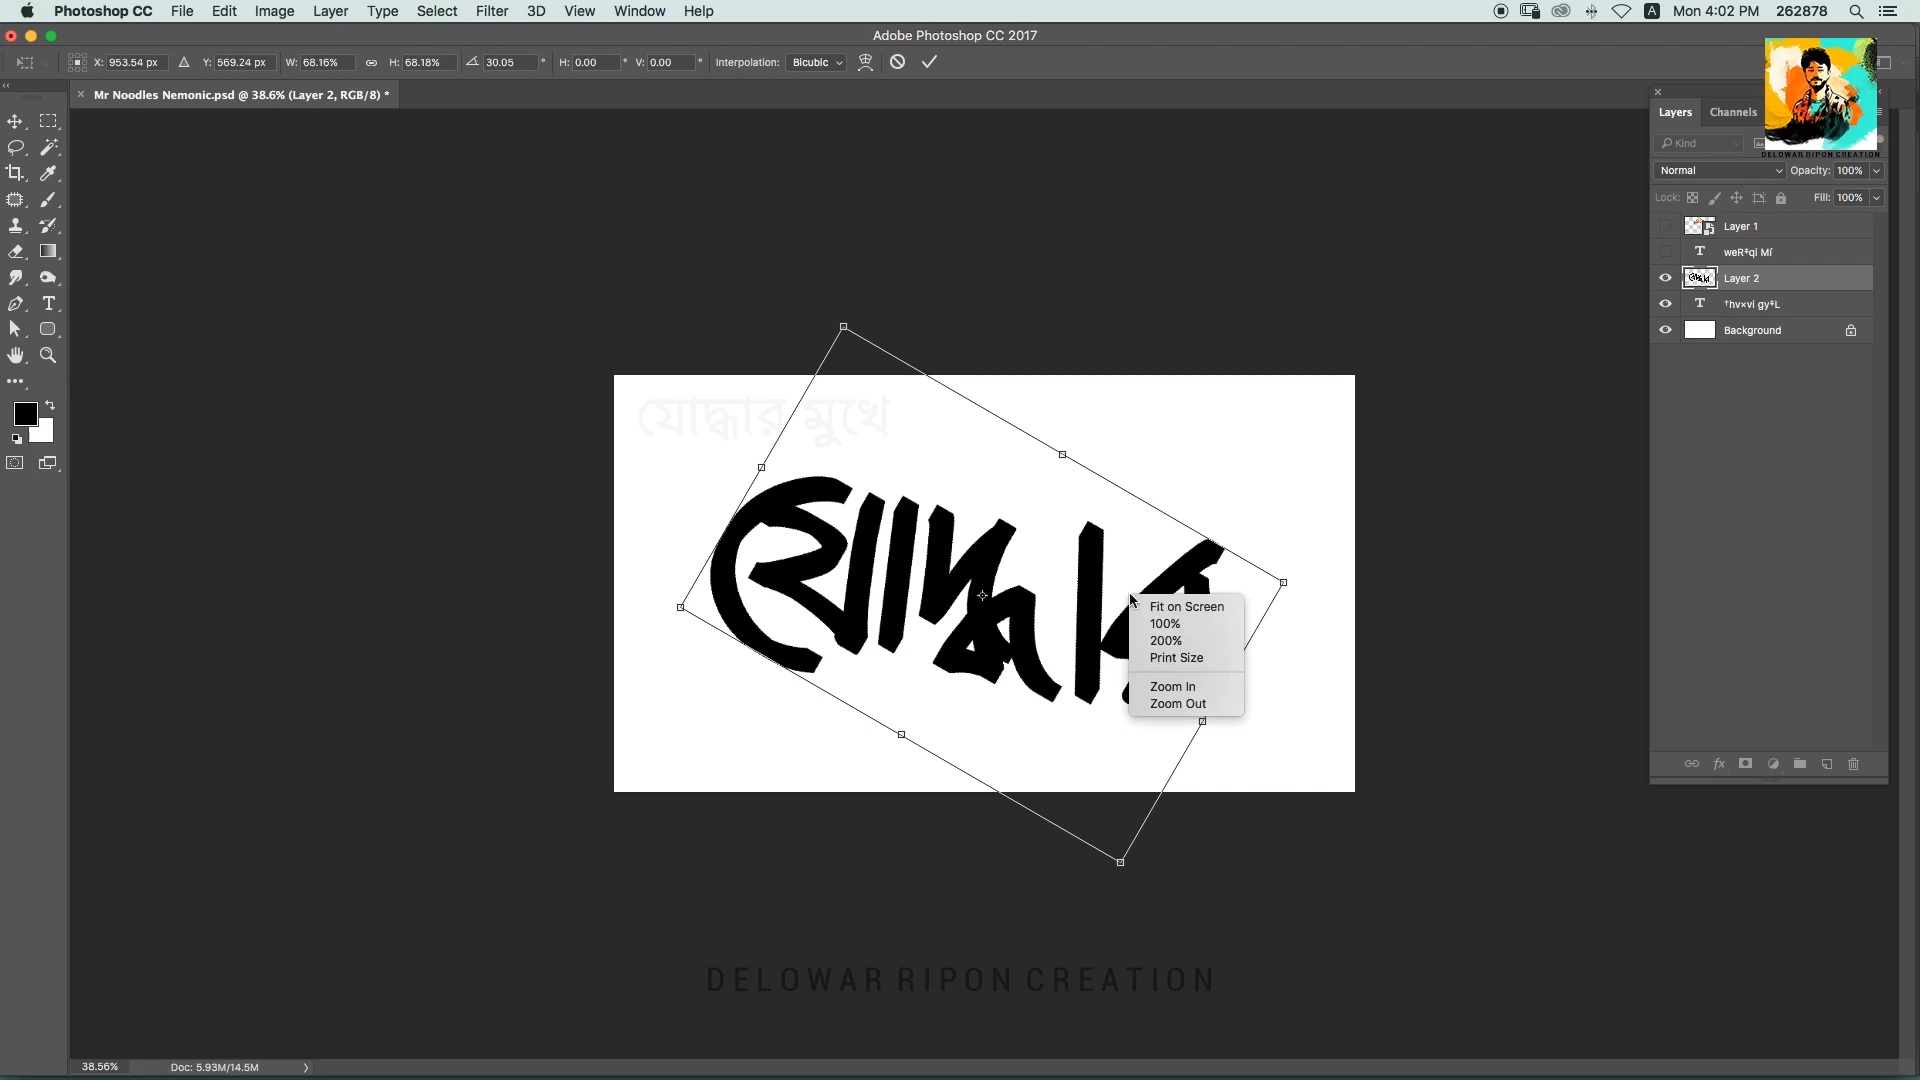 Photoshop CC File Edit Image Layer Type Select Filter 3D View Window Help A Mon 4:02 PM 262878
Adobe Photoshop CC 2017
X: 953.54 px Y: 569.24 px W: 68.16% H: 68.18% 30.05 ° H: 0.00 ° V: 0.00 ° Interpolation: Bicubic
Mr Noodles Nemonic.psd @ 38.6% (Layer 2, RGB/8) *
Layers Channels
Kind
DELOWAR RIPON CREATION
Normal Opacity: 100%
Lock: Fill: 100%
Layer 1
T weR‡qi Mí
Layer 2
T †hv×vi gy‡L
Background
যোদ্ধার মুখে
যোদ্ধার
Fit on Screen
100%
200%
Print Size
Zoom In
Zoom Out
fx
DELOWAR RIPON CREATION
38.56% Doc: 5.93M/14.5M